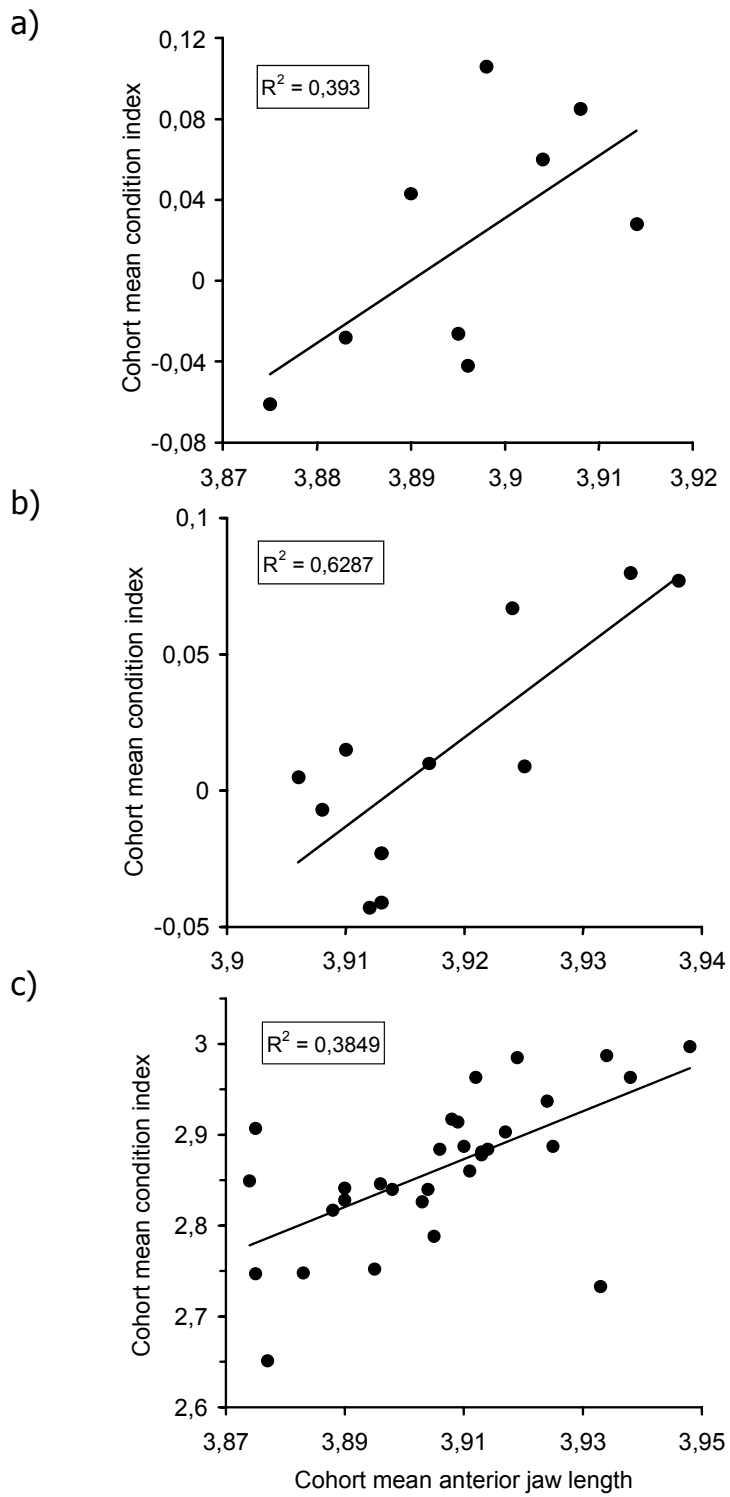 a)
0,12
0,08
0,04
0
-0,04
-0,08
Cohort mean condition index
R² = 0,393
3,87 3,88 3,89 3,9 3,91 3,92
b)
0,1
0,05
0
-0,05
Cohort mean condition index
R² = 0,6287
3,9 3,91 3,92 3,93 3,94
c)
3
2,9
2,8
2,7
2,6
Cohort mean condition index
R² = 0,3849
3,87 3,89 3,91 3,93 3,95
Cohort mean anterior jaw length